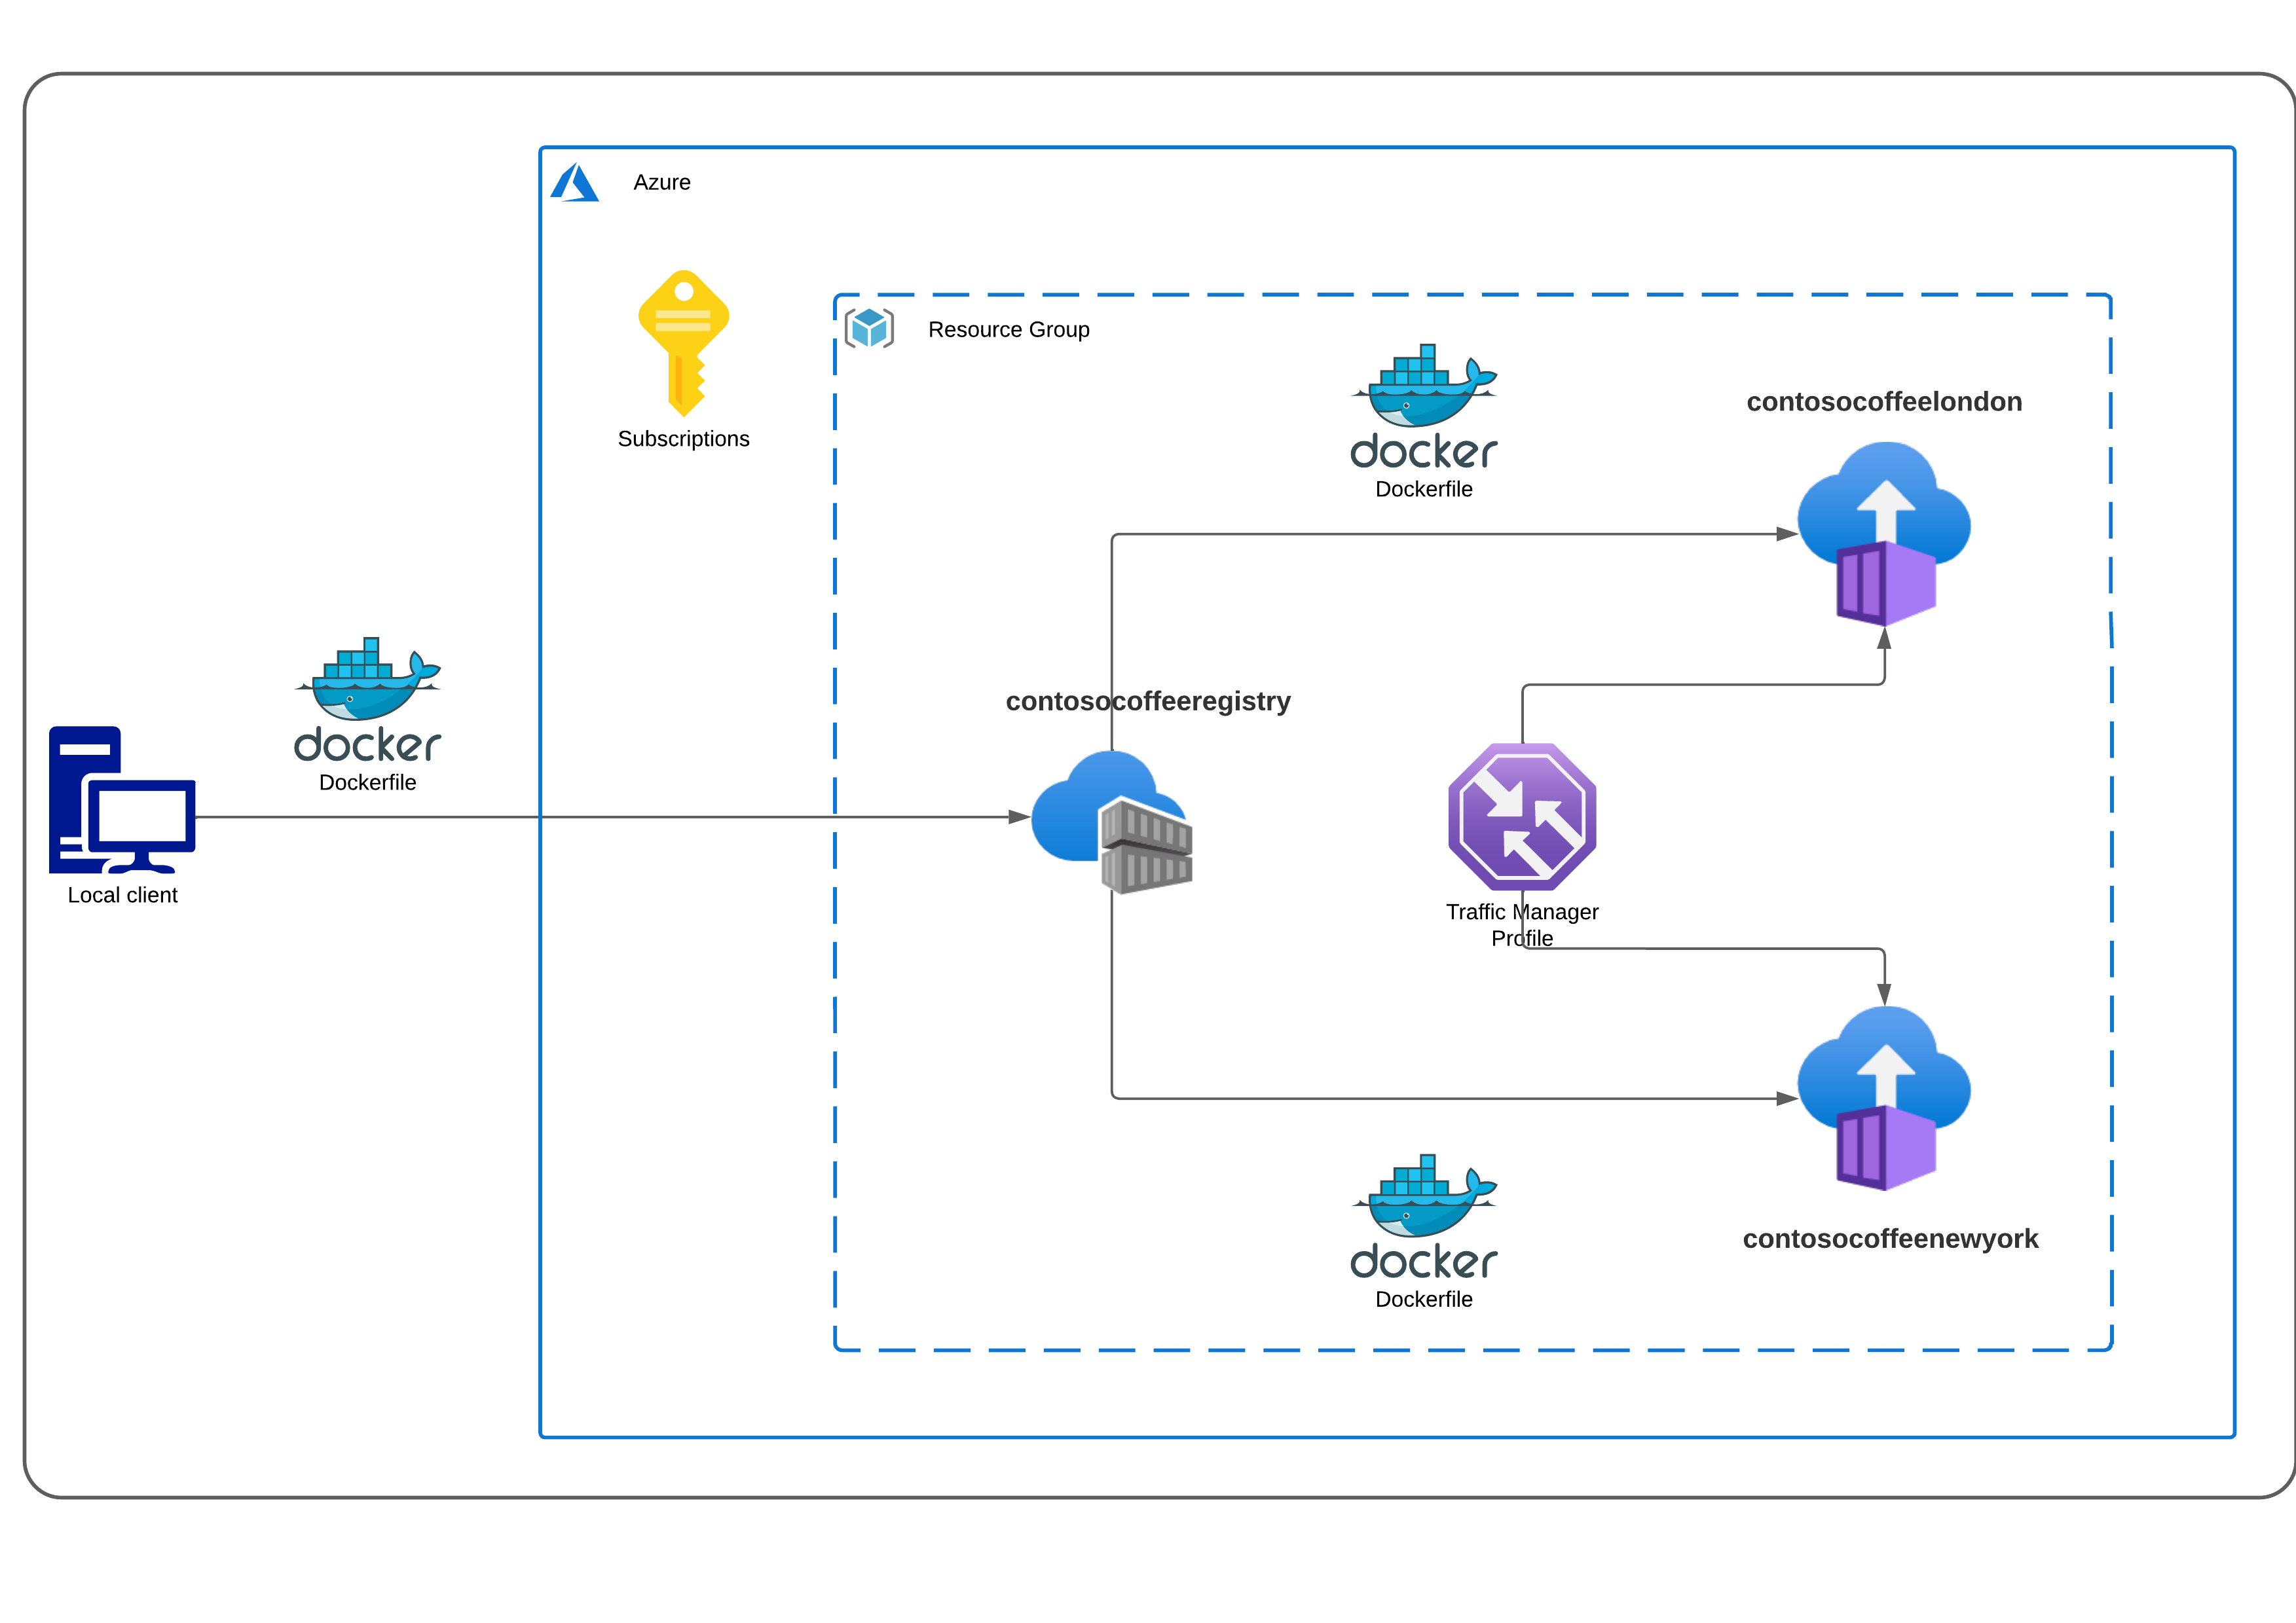 Azure
Subscriptions
Resource Group
docker
Dockerfile
contosocoffeelondon
docker
Dockerfile
Local client
contosocoffeeregistry
Traffic Manager
Profile
contosocoffeenewyork
docker
Dockerfile